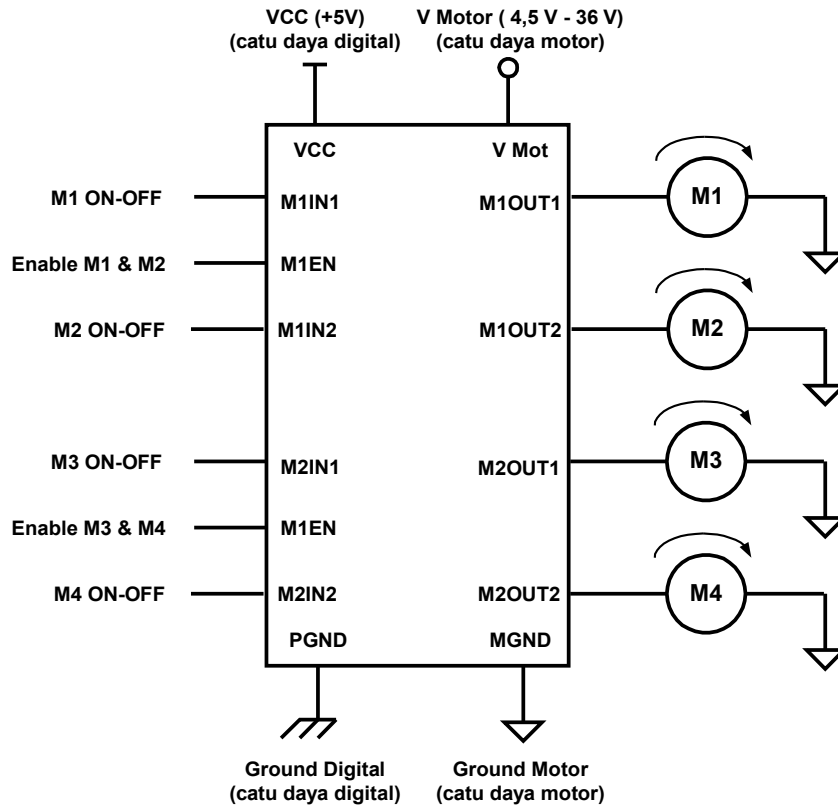 VCC (+5V)
(catu daya digital)
V Motor ( 4,5 V - 36 V)
(catu daya motor)
VCC
V Mot
M1 ON-OFF
M1IN1
M1OUT1
M1
Enable M1 & M2
M1EN
M2 ON-OFF
M1IN2
M1OUT2
M2
M3 ON-OFF
M2IN1
M2OUT1
M3
Enable M3 & M4
M1EN
M4 ON-OFF
M2IN2
M2OUT2
M4
PGND
MGND
Ground Digital
(catu daya digital)
Ground Motor
(catu daya motor)